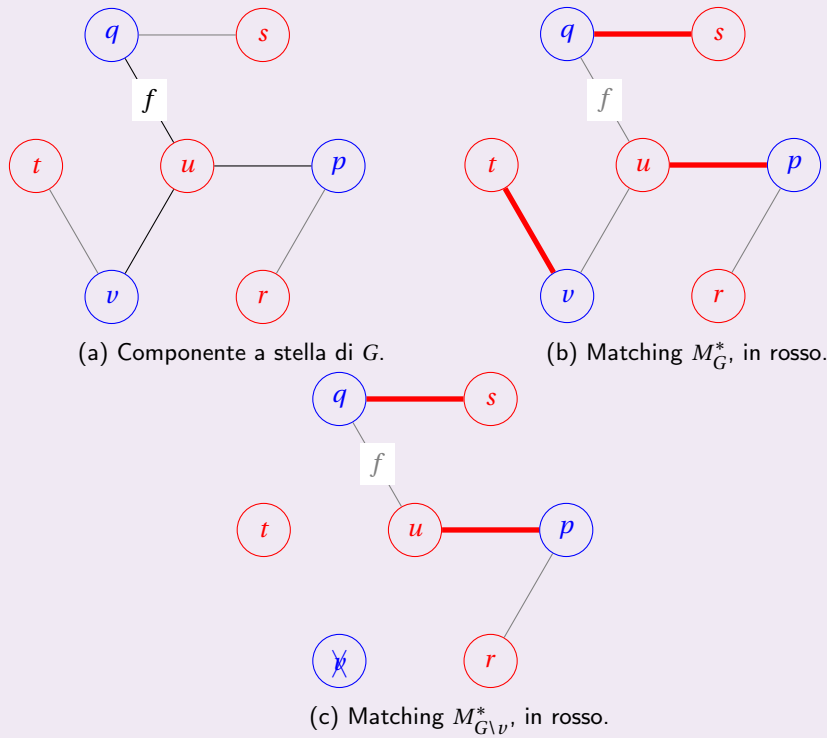 q s
f
t u p
v r
(a) Componente a stella di G.
q s
f
t u p
v r
(b) Matching M*_G, in rosso.
q s
f
t u p
v r
(c) Matching M*_{G\v}, in rosso.